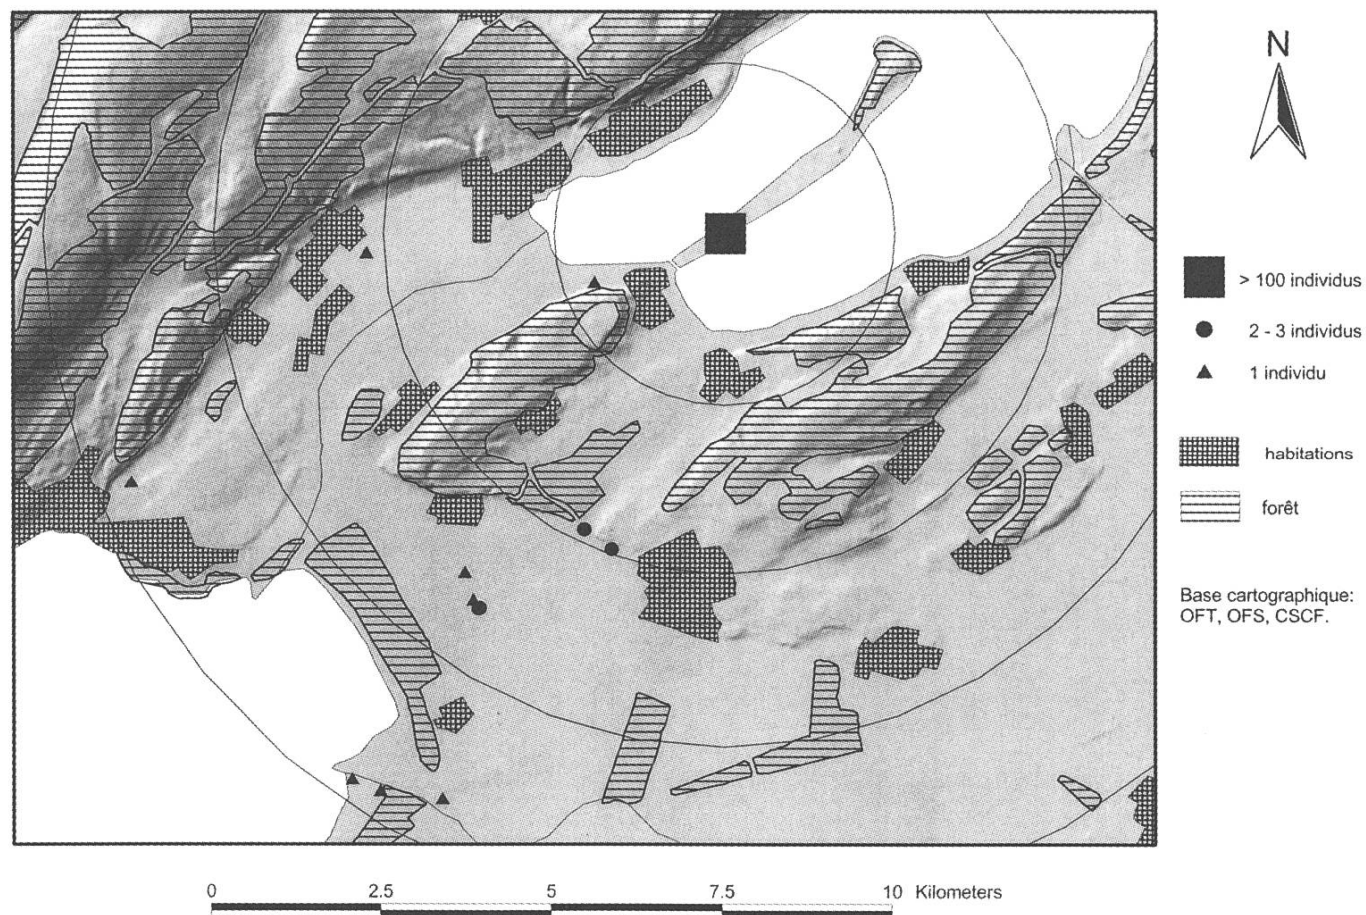 N
> 100 individus
2 - 3 individus
1 individu
habitations
forêt
Base cartographique:
OFT, OFS, CSCF.
0 2.5 5 7.5 10 Kilometers